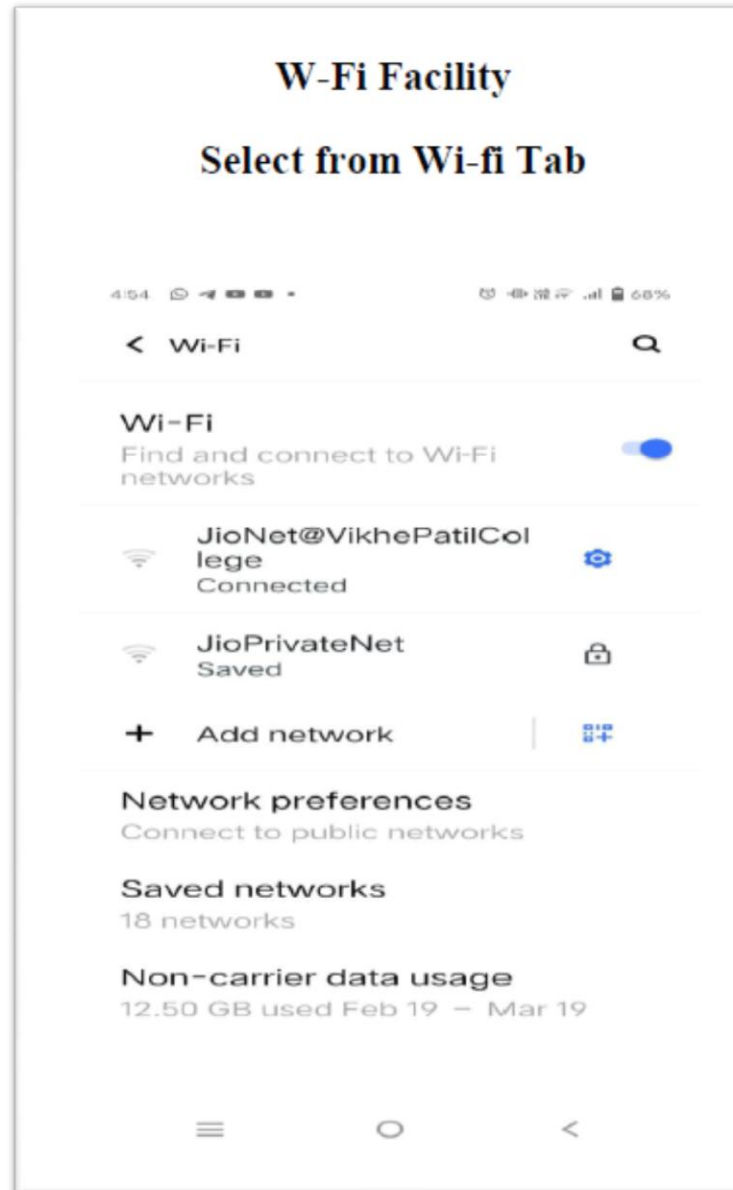 W-Fi Facility
Select from Wi-fi Tab
4:54 68%
Wi-Fi
Wi-Fi
Find and connect to Wi-Fi
networks
JioNet@VikhePatilCol
lege
Connected
JioPrivateNet
Saved
Add network
Network preferences
Connect to public networks
Saved networks
18 networks
Non-carrier data usage
12.50 GB used Feb 19 – Mar 19